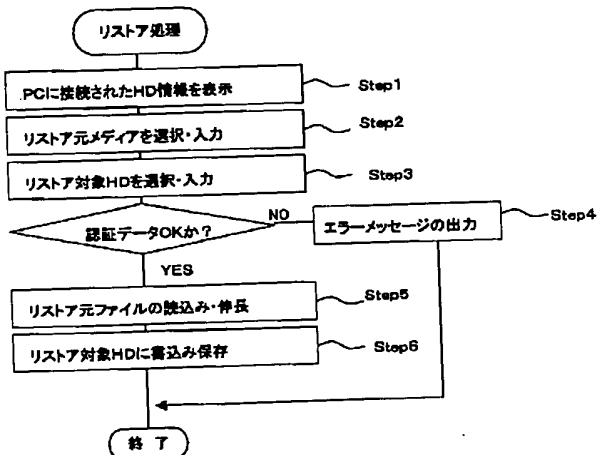 リストア処理
PCに接続されたHD情報を表示
Step1
リストア元メディアを選択・入力
Step2
リストア対象HDを選択・入力
Step3
認証データOKか？
NO
エラーメッセージの出力
Step4
YES
リストア元ファイルの読込み・伸長
Step5
リストア対象HDに書込み保存
Step6
終 了